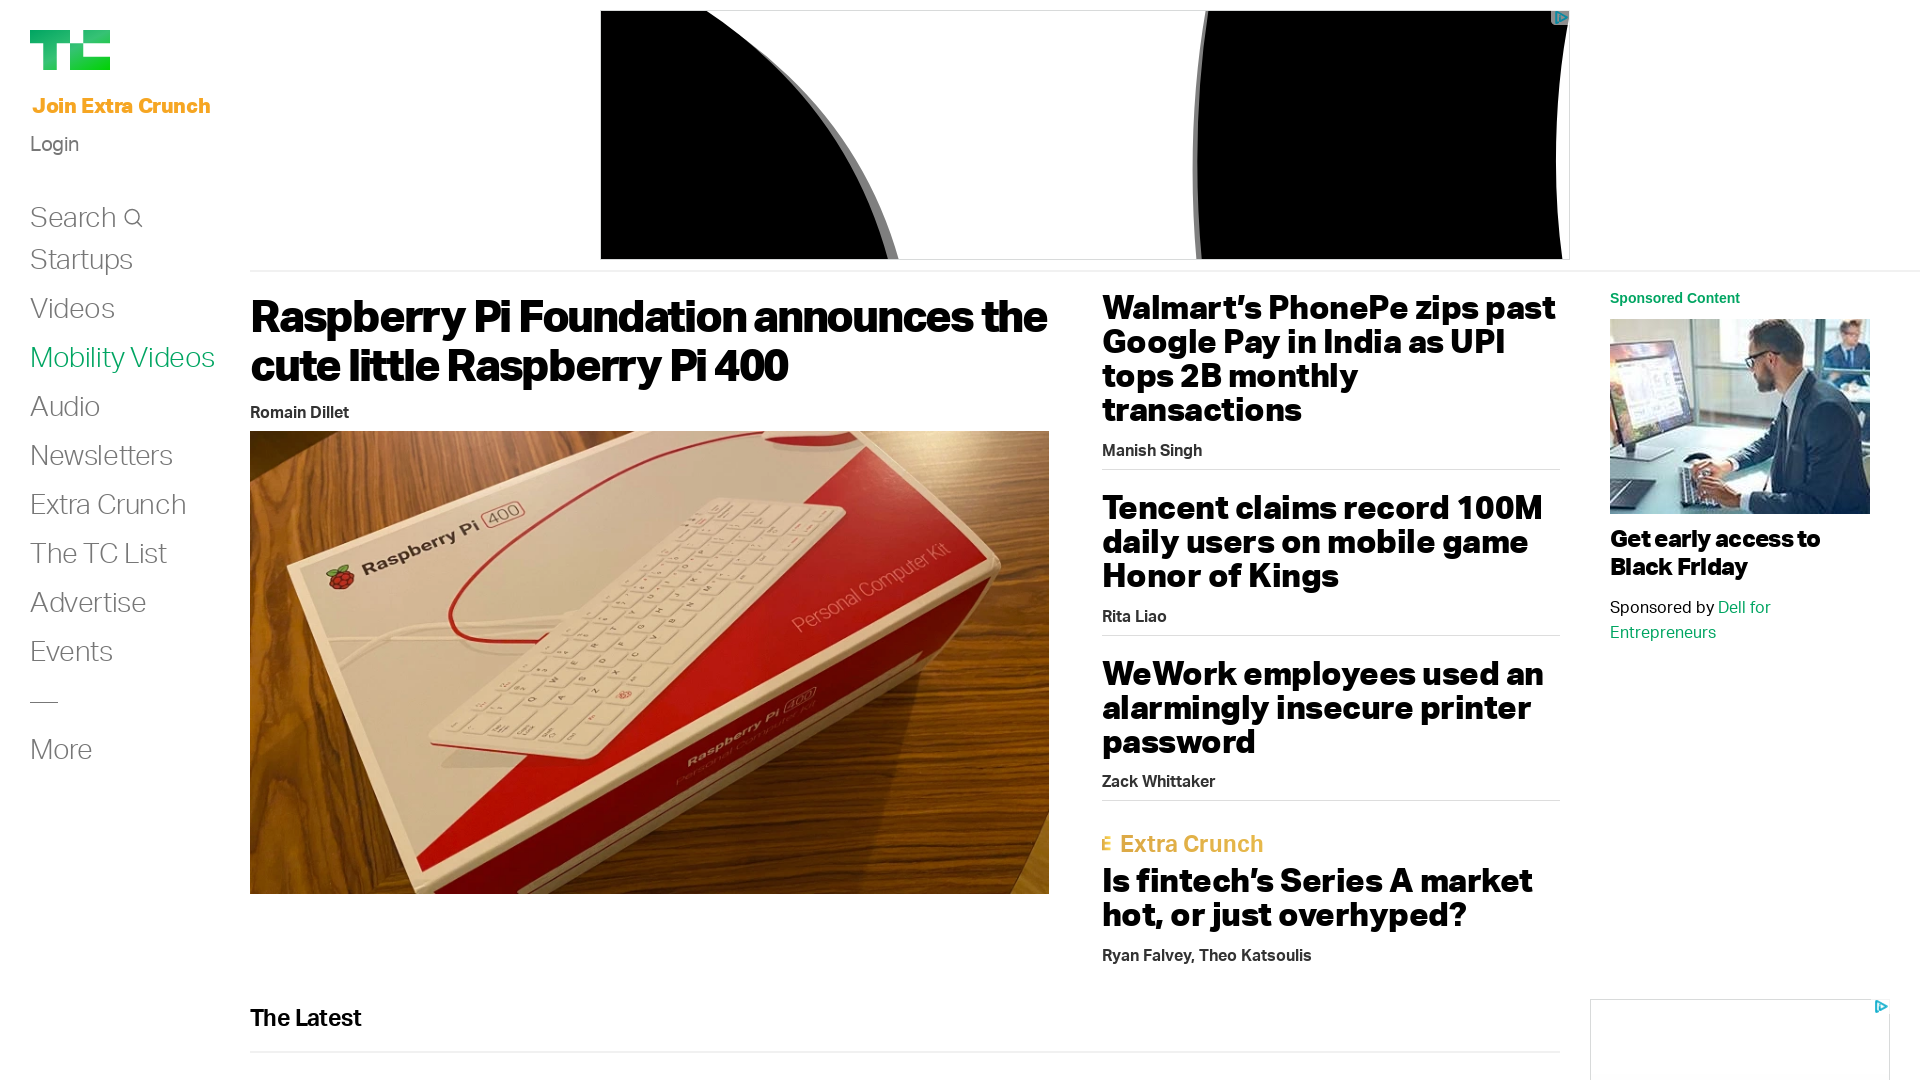 TC
Join Extra Crunch
Login
Search
Startups
Videos
Mobility Videos
Audio
Newsletters
Extra Crunch
The TC List
Advertise
Events
More
Raspberry Pi Foundation announces the
cute little Raspberry Pi 400
Romain Dillet
Raspberry Pi 400
Personal Computer Kit
Raspberry Pi 400
Personal Computer Kit
Walmart’s PhonePe zips past
Google Pay in India as UPI
tops 2B monthly
transactions
Manish Singh
Tencent claims record 100M
daily users on mobile game
Honor of Kings
Rita Liao
WeWork employees used an
alarmingly insecure printer
password
Zack Whittaker
Extra Crunch
Is fintech’s Series A market
hot, or just overhyped?
Ryan Falvey, Theo Katsoulis
Sponsored Content
Get early access to
Black Friday
Sponsored by Dell for
Entrepreneurs
The Latest